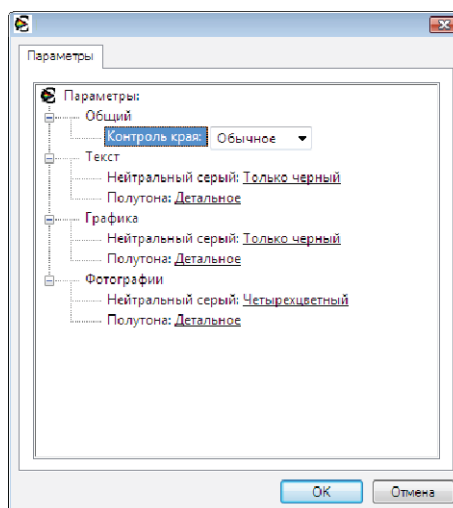 Параметры
Параметры:
Общий
Контроль края: Обычное
Текст
Нейтральный серый: Только черный
Полутона: Детальное
Графика
Нейтральный серый: Только черный
Полутона: Детальное
Фотографии
Нейтральный серый: Четырехцветный
Полутона: Детальное
ОК Отмена